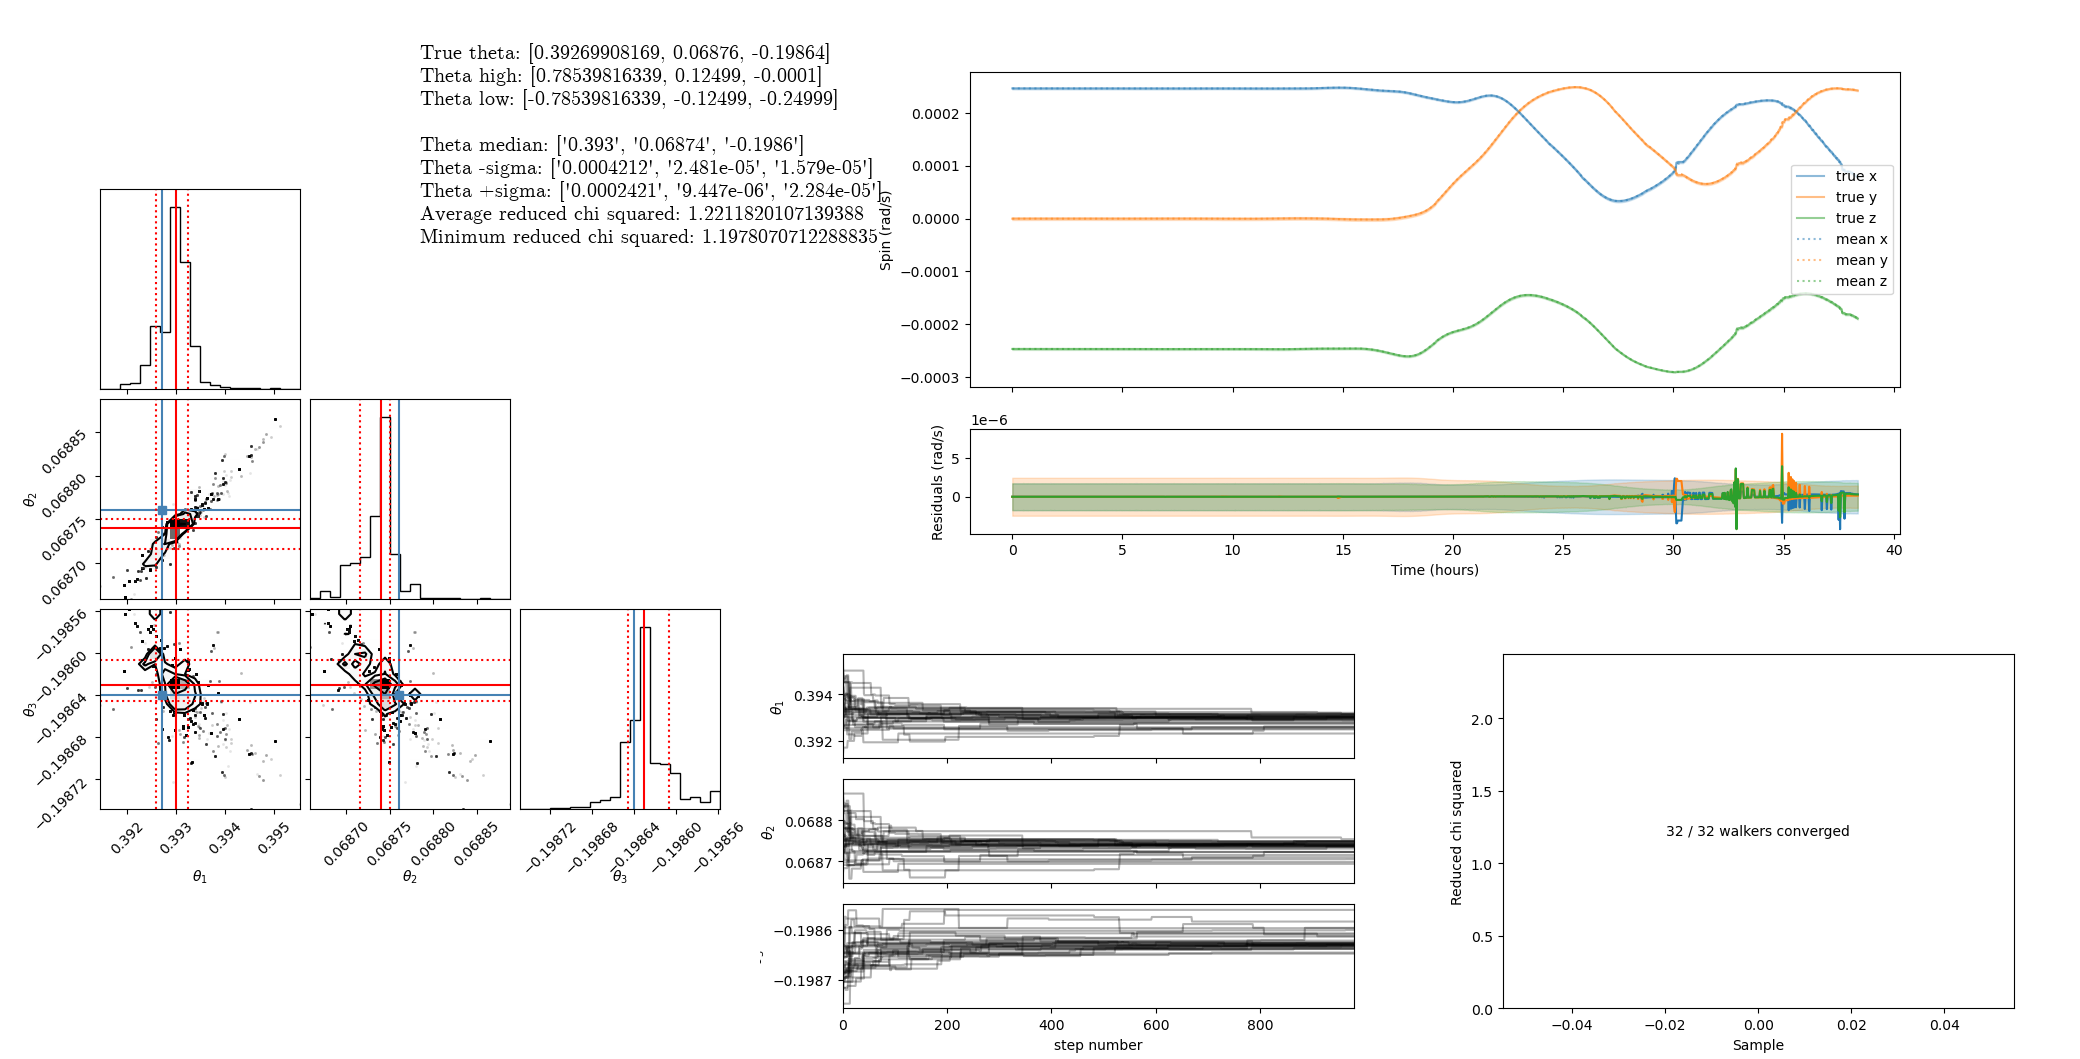 True theta: [0.39269908169, 0.06876, -0.19864]
Theta high: [0.78539816339, 0.12499, -0.0001]
Theta low: [-0.78539816339, -0.12499, -0.24999]
Theta median: ['0.393', '0.06874', '-0.1986']
Theta -sigma: ['0.0004212', '2.481e-05', '1.579e-05']
Theta +sigma: ['0.0002421', '9.447e-06', '2.284e-05']
Average reduced chi squared: 1.2211820107139388
Minimum reduced chi squared: 1.1978070712288835
Spin (rad/s)
0.0002
0.0001
0.0000
−0.0001
−0.0002
−0.0003
true x
true y
true z
mean x
mean y
mean z
1e−6
Residuals (rad/s)
5
0
0 5 10 15 20 25 30 35 40
Time (hours)
θ2
0.06885
0.06880
0.06875
0.06870
θ3
−0.19856
−0.19860
−0.19864
−0.19868
−0.19872
0.392 0.393 0.394 0.395
θ1
0.06870 0.06875 0.06880 0.06885
θ2
−0.19872 −0.19868 −0.19864 −0.19860 −0.19856
θ3
θ1
0.394
0.392
θ2
0.0688
0.0687
−0.1986
−0.1987
0 200 400 600 800
step number
Reduced chi squared
2.0
1.5
1.0
0.5
0.0
32 / 32 walkers converged
−0.04 −0.02 0.00 0.02 0.04
Sample